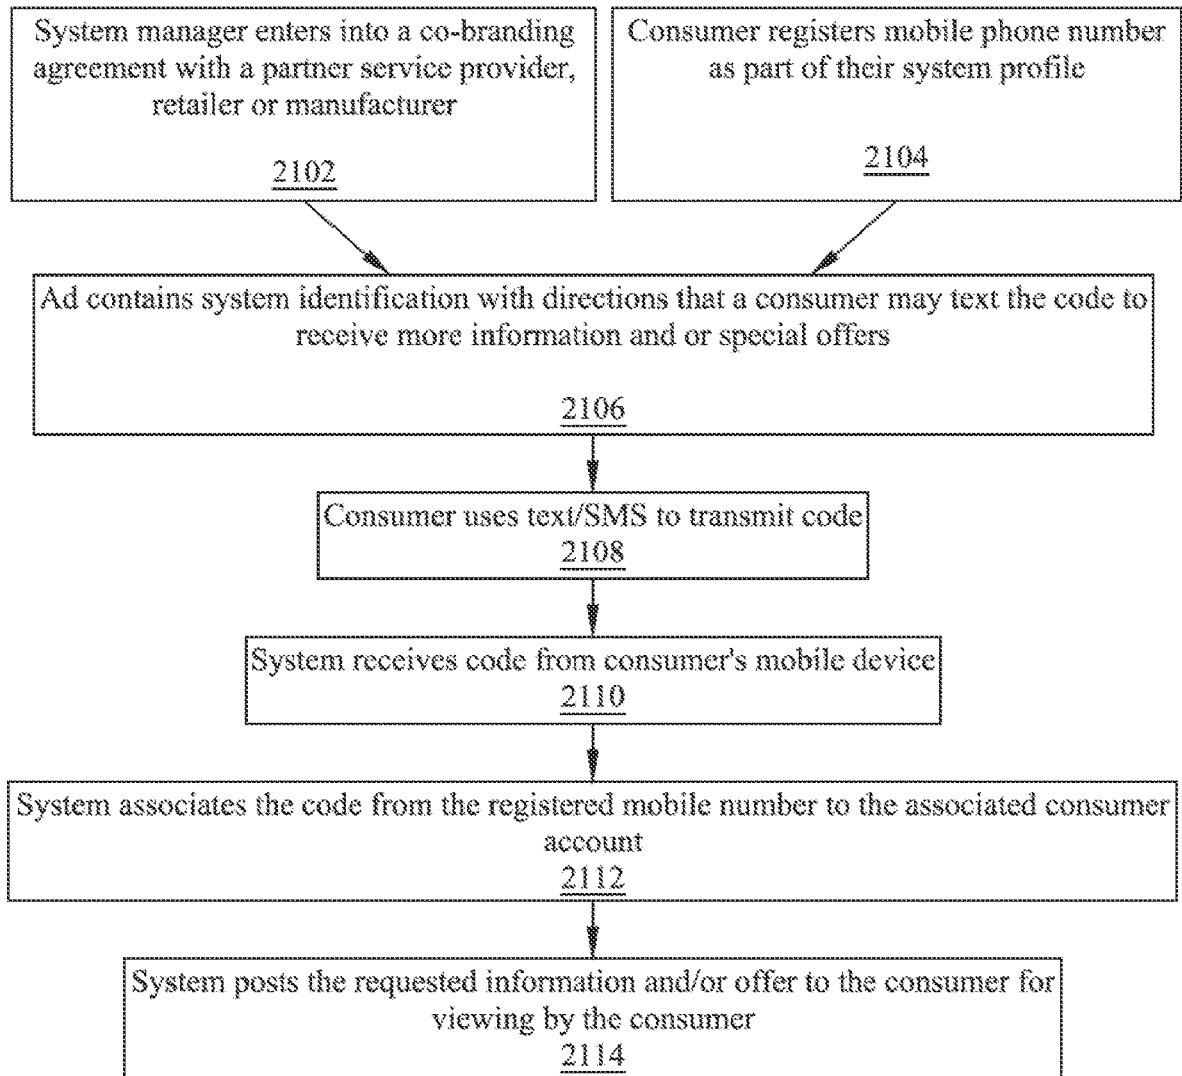 System manager enters into a co-branding
agreement with a partner service provider,
retailer or manufacturer
2102
Consumer registers mobile phone number
as part of their system profile
2104
Ad contains system identification with directions that a consumer may text the code to
receive more information and or special offers
2106
Consumer uses text/SMS to transmit code
2108
System receives code from consumer's mobile device
2110
System associates the code from the registered mobile number to the associated consumer
account
2112
System posts the requested information and/or offer to the consumer for
viewing by the consumer
2114